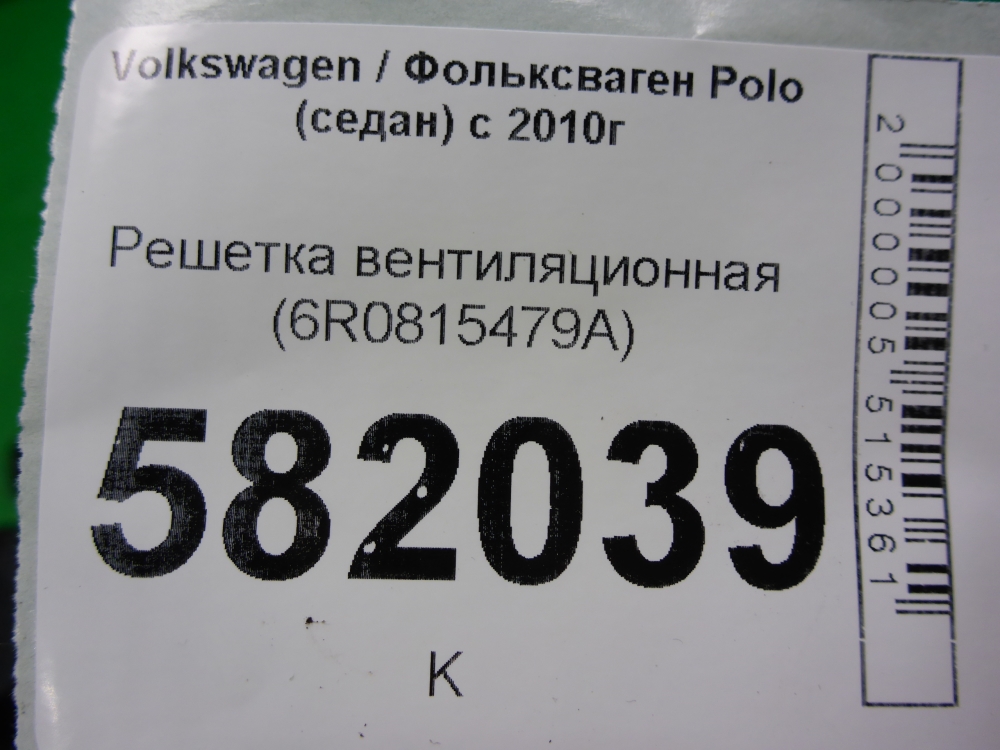 Volkswagen / Фольксваген Polo
(седан) с 2010г
Решетка вентиляционная
(6R0815479A)
582039
К
2000005515361